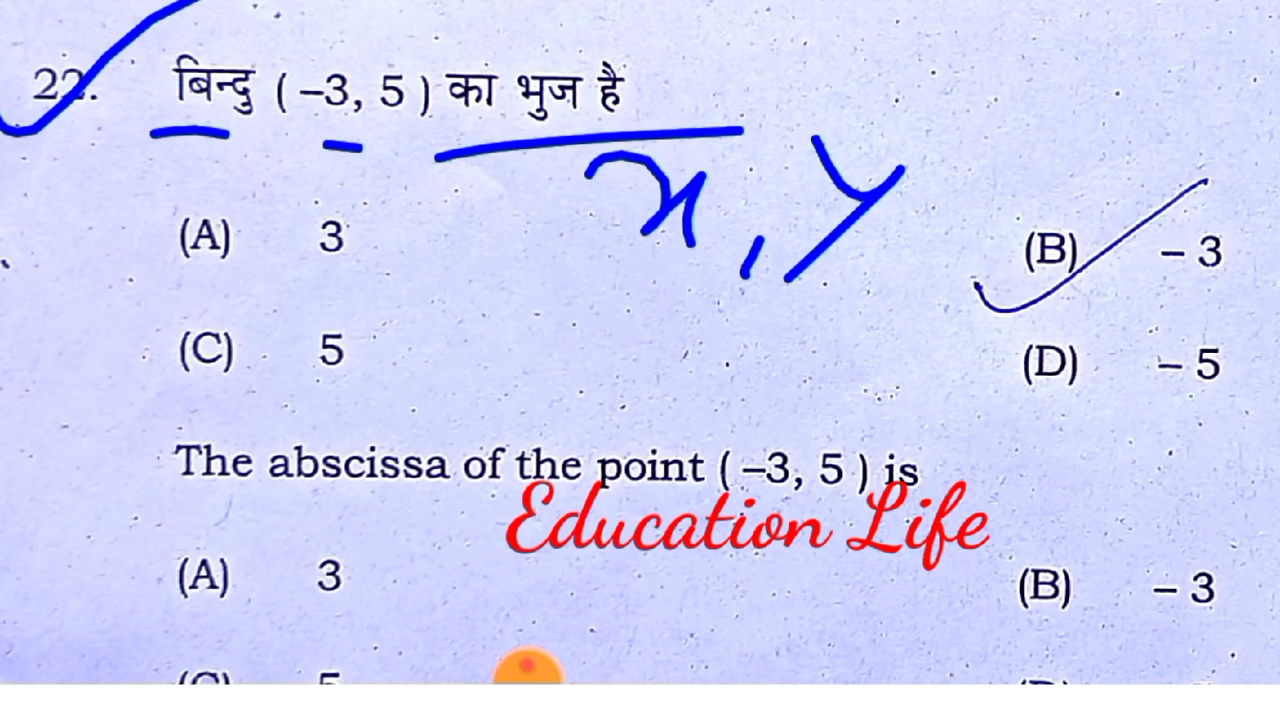 22. बिन्दु ( –3, 5 ) का भुज है
x , y
(A) 3 (B) – 3
(C) 5 (D) – 5
The abscissa of the point ( –3, 5 ) is
Education Life
(A) 3 (B) – 3